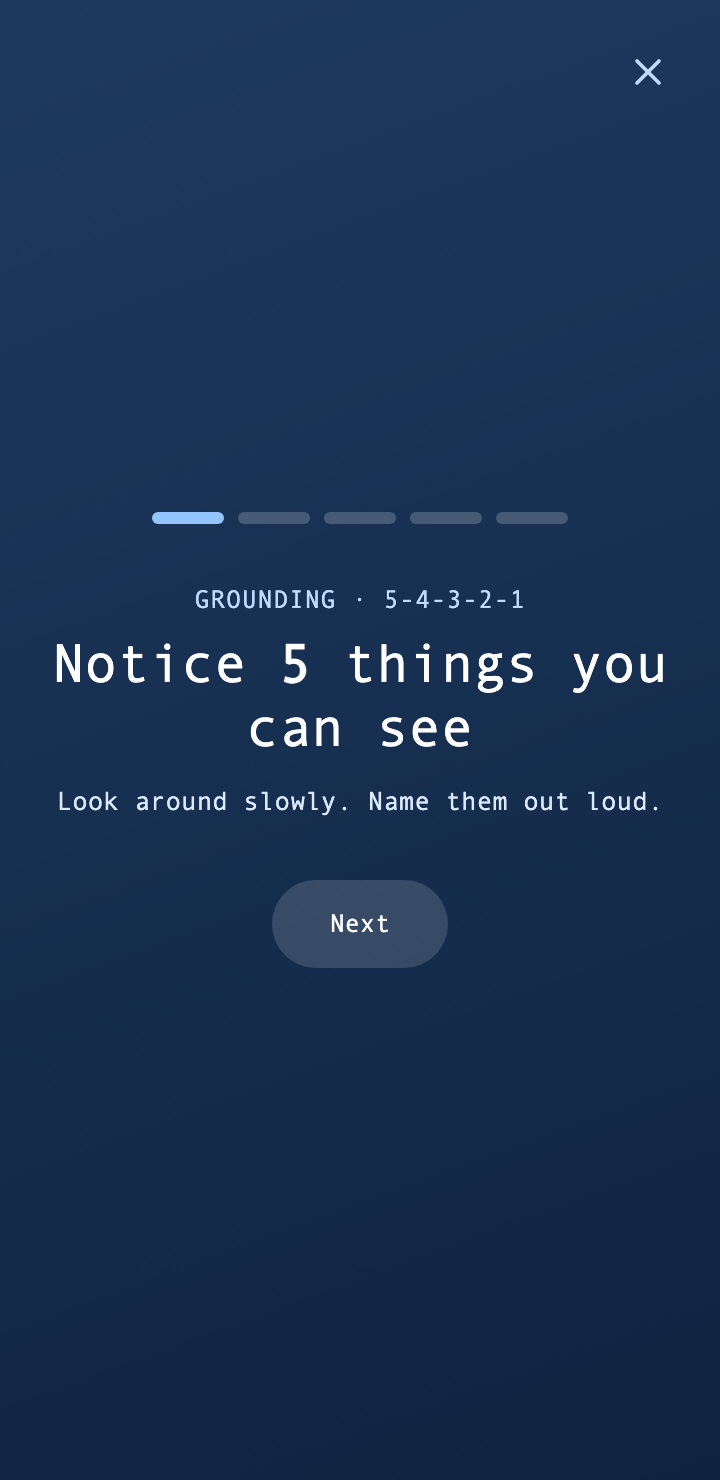 GROUNDING · 5-4-3-2-1
Notice 5 things you
can see
Look around slowly. Name them out loud.
Next